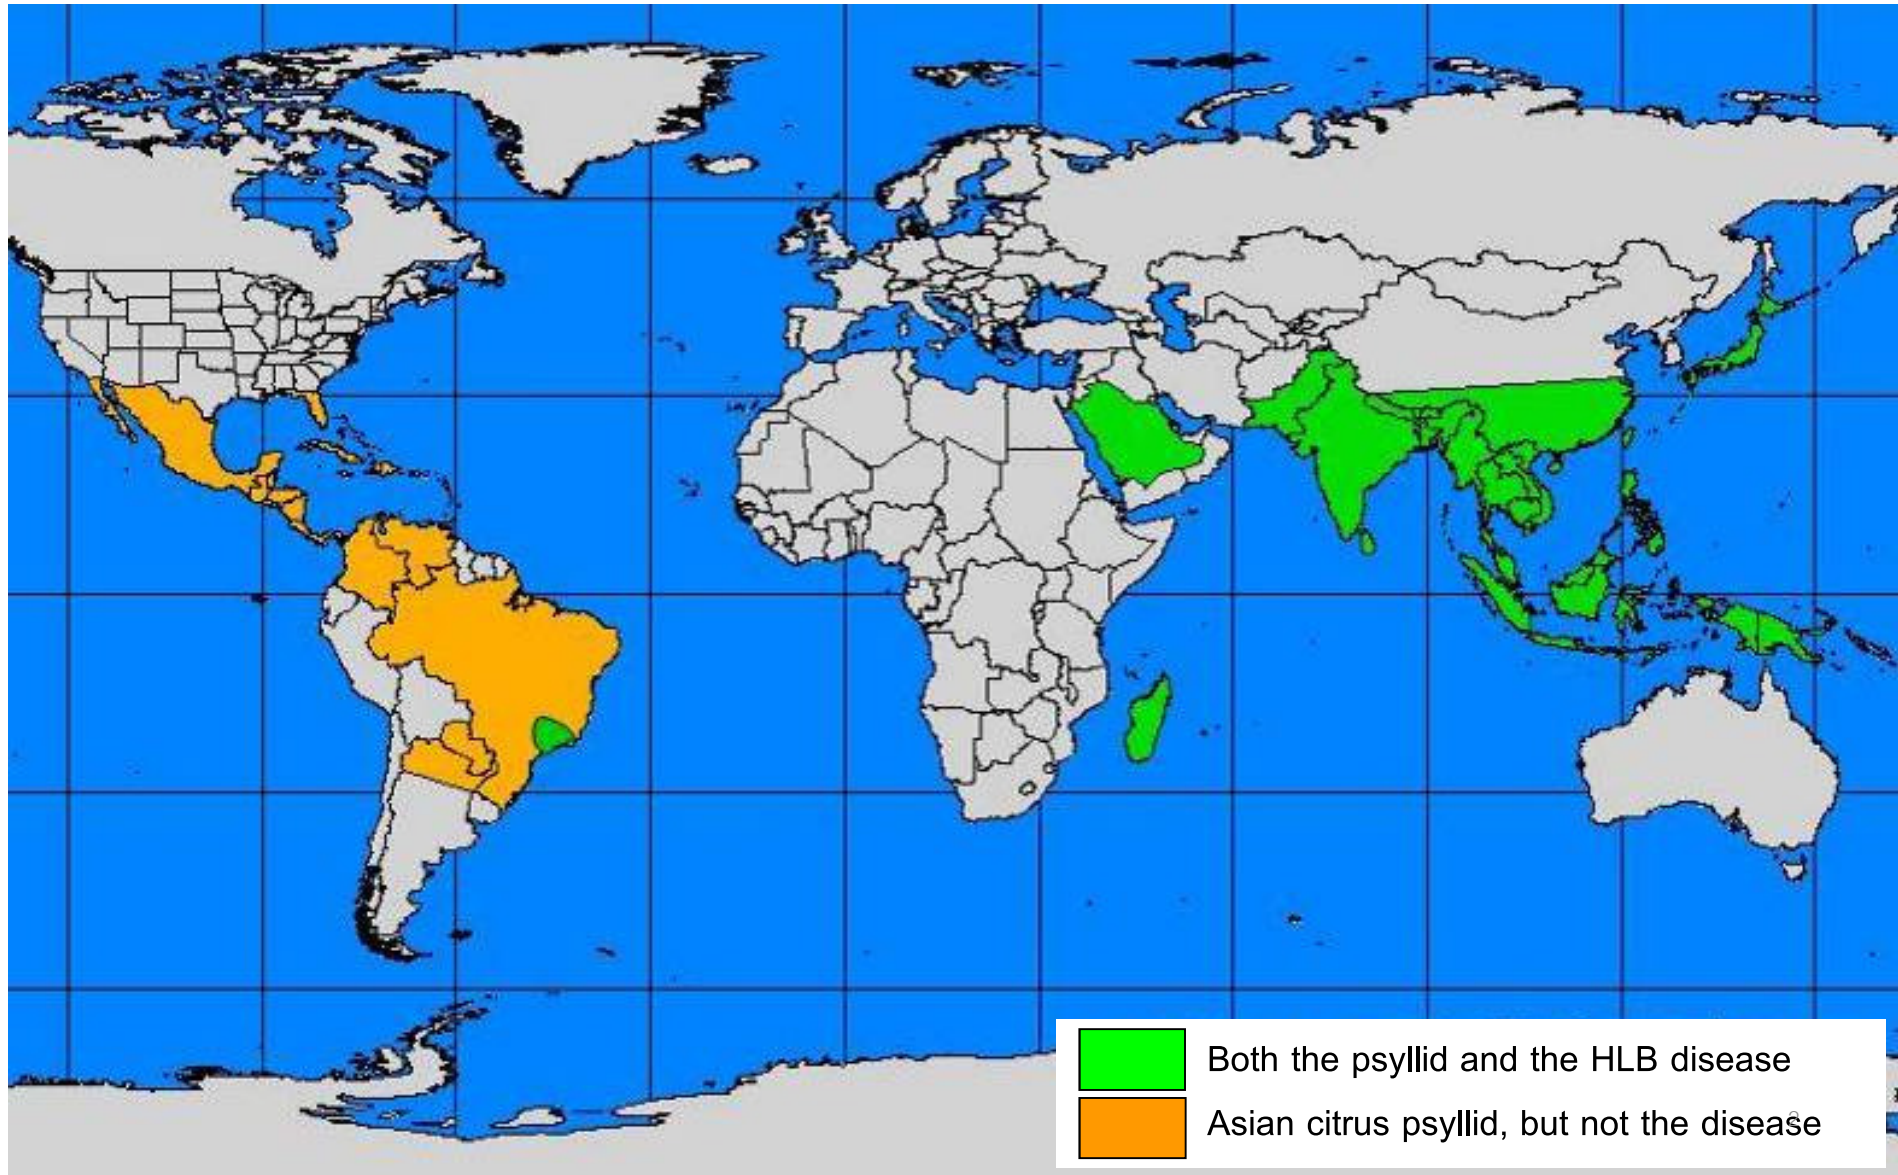 Both the psyllid and the HLB disease
Asian citrus psyllid, but not the disease